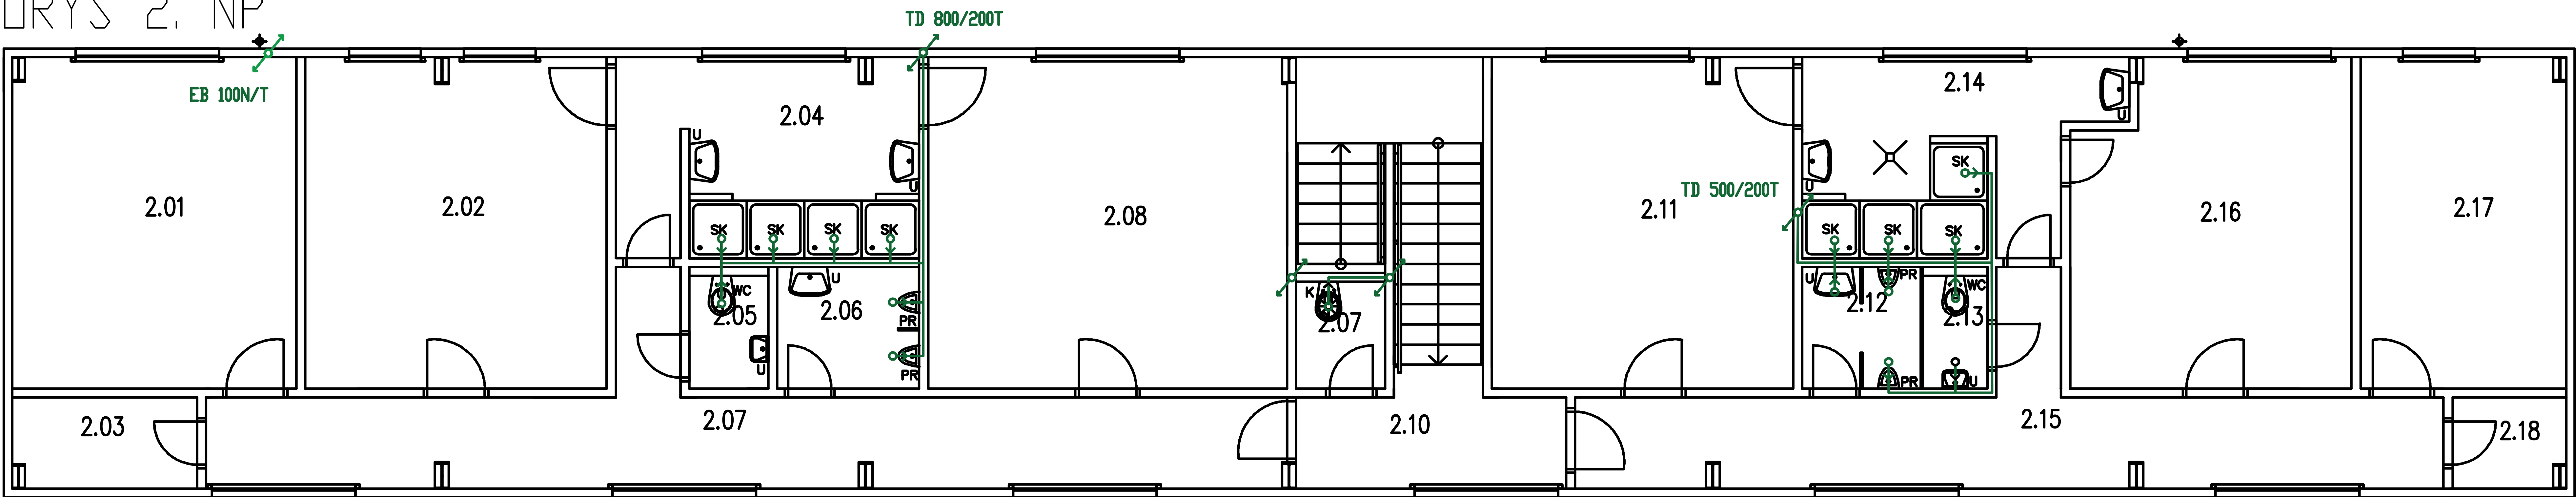 ORYS 2. NP
TD 800/200T
EB 100N/T
2.01
2.02
2.04
U
U
SK
SK
SK
SK
WC
2.05
U
U
2.06
PR
PR
2.08
K
2.07
2.11
TD 500/200T
2.14
U
U
SK
SK
SK
SK
U
PR
2.12
WC
2.13
PR
U
2.16
2.17
2.03
2.07
2.10
2.15
2.18